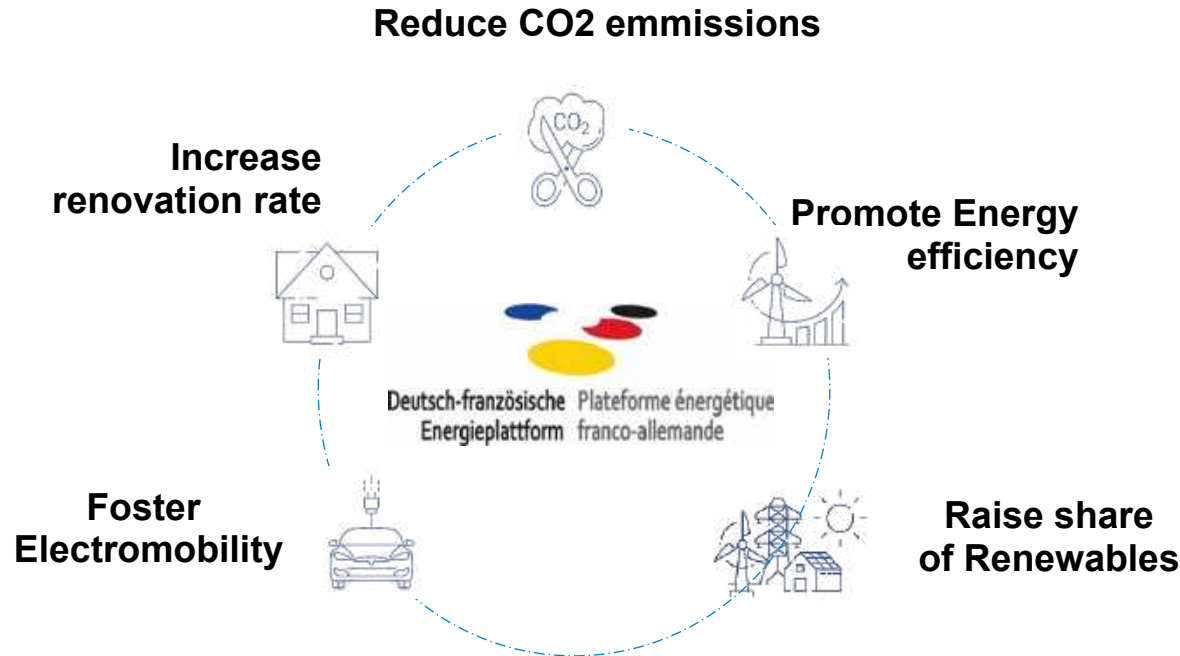 Reduce CO2 emmissions
CO2
Increase
renovation rate
Promote Energy
efficiency
Deutsch-französische Plateforme énergétique
Energieplattform franco-allemande
Foster
Electromobility
Raise share
of Renewables